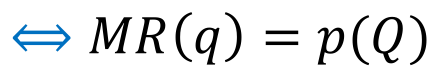 ⟺ MR(q) = p(Q)